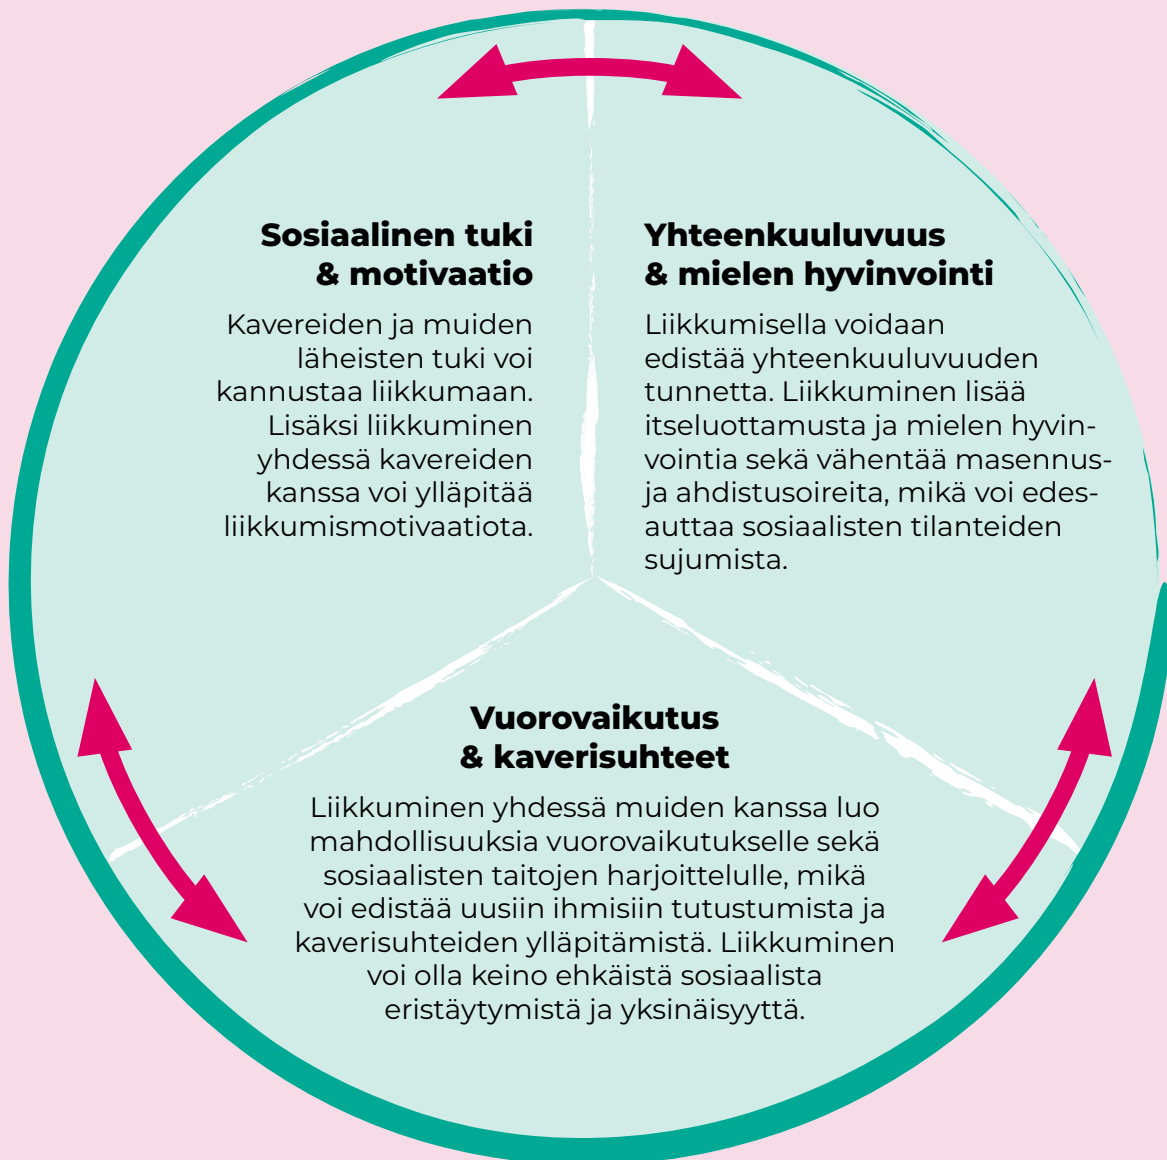 Sosiaalinen tuki
& motivaatio
Kavereiden ja muiden
läheisten tuki voi
kannustaa liikkumaan.
Lisäksi liikkuminen
yhdessä kavereiden
kanssa voi ylläpitää
liikkumismotivaatiota.
Yhteenkuuluvuus
& mielen hyvinvointi
Liikkumisella voidaan
edistää yhteenkuuluvuuden
tunnetta. Liikkuminen lisää
itseluottamusta ja mielen hyvin-
vointia sekä vähentää masennus-
ja ahdistusoireita, mikä voi edes-
auttaa sosiaalisten tilanteiden
sujumista.
Vuorovaikutus
& kaverisuhteet
Liikkuminen yhdessä muiden kanssa luo
mahdollisuuksia vuorovaikutukselle sekä
sosiaalisten taitojen harjoittelulle, mikä
voi edistää uusiin ihmisiin tutustumista ja
kaverisuhteiden ylläpitämistä. Liikkuminen
voi olla keino ehkäistä sosiaalista
eristäytymistä ja yksinäisyyttä.